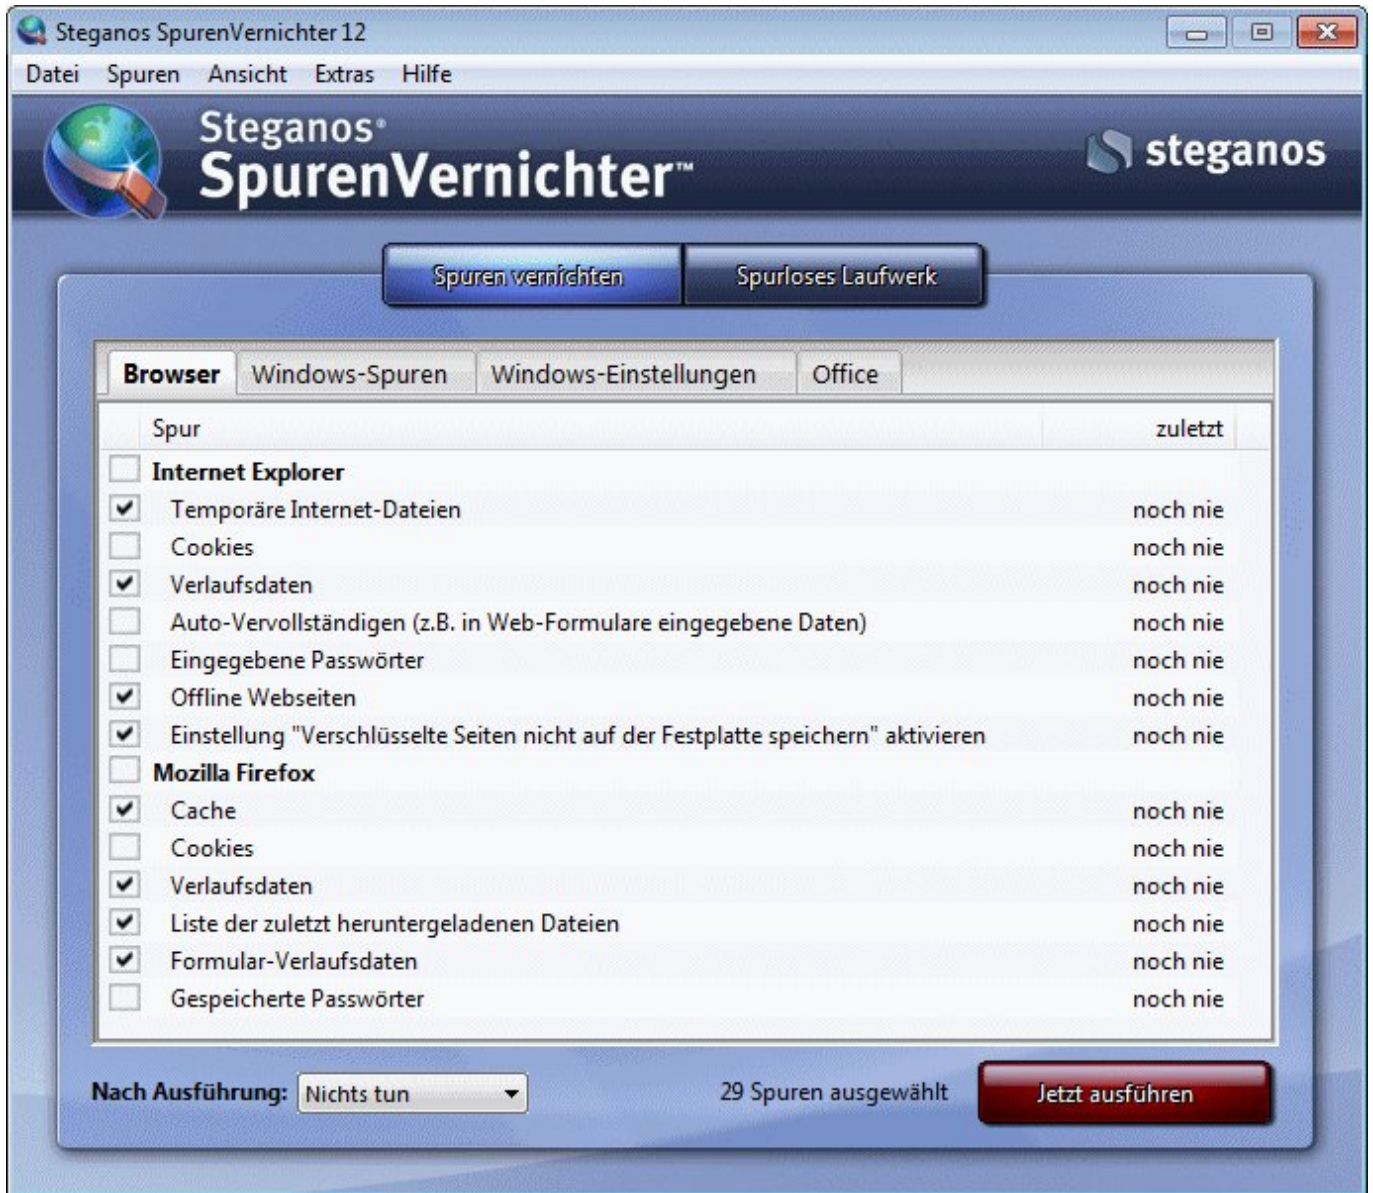 Steganos SpurenVernichter 12
Datei Spuren Ansicht Extras Hilfe
Steganos®
SpurenVernichter™
steganos
Spuren vernichten Spurloses Laufwerk
Browser Windows-Spuren Windows-Einstellungen Office
Spur zuletzt
Internet Explorer
Temporäre Internet-Dateien noch nie
Cookies noch nie
Verlaufsdaten noch nie
Auto-Vervollständigen (z.B. in Web-Formulare eingegebene Daten) noch nie
Eingegebene Passwörter noch nie
Offline Webseiten noch nie
Einstellung "Verschlüsselte Seiten nicht auf der Festplatte speichern" aktivieren noch nie
Mozilla Firefox
Cache noch nie
Cookies noch nie
Verlaufsdaten noch nie
Liste der zuletzt heruntergeladenen Dateien noch nie
Formular-Verlaufsdaten noch nie
Gespeicherte Passwörter noch nie
Nach Ausführung: Nichts tun 29 Spuren ausgewählt Jetzt ausführen